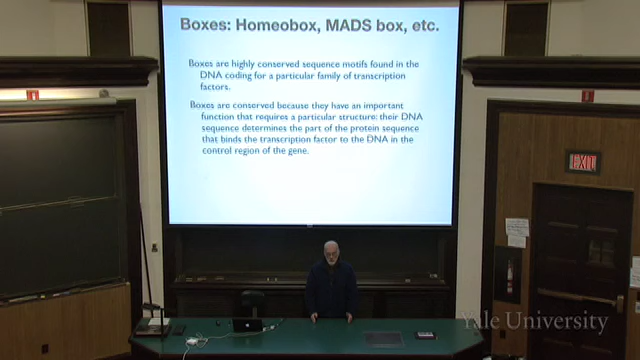 Boxes: Homeobox, MADS box, etc.
Boxes are highly conserved sequence motifs found in the
DNA coding for a particular family of transcription
factors.
Boxes are conserved because they have an important
function that requires a particular structure: their DNA
sequence determines the part of the protein sequence
that binds the transcription factor to the DNA in the
control region of the gene.
EXIT
Yale University